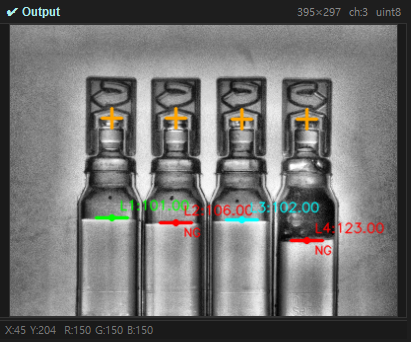 ✔ Output
395×297 ch:3 uint8
L1:101.00
L2:106.00
3:102.00
L4:123.00
NG
NG
X:45 Y:204 R:150 G:150 B:150